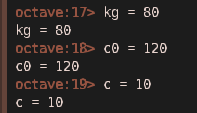 octave:17> kg = 80
kg = 80
octave:18> c0 = 120
c0 = 120
octave:19> c = 10
c = 10